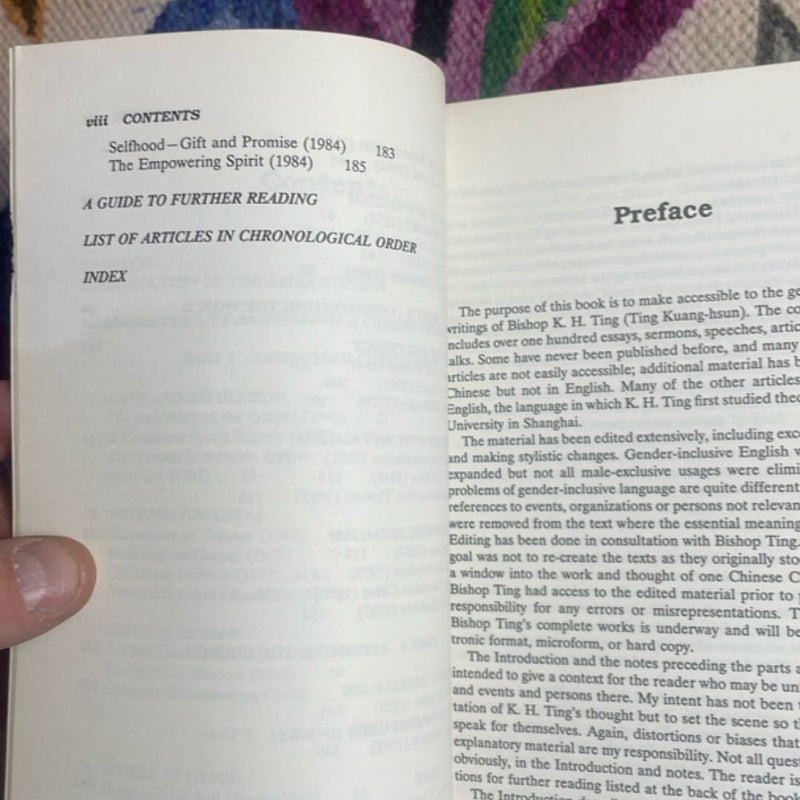 viii CONTENTS
Selfhood—Gift and Promise (1984) 183
The Empowering Spirit (1984) 185
A GUIDE TO FURTHER READING
LIST OF ARTICLES IN CHRONOLOGICAL ORDER
INDEX
Preface
The purpose of this book is to make accessible to the
writings of Bishop K. H. Ting (Ting Kuang-hsun). The
includes over one hundred essays, sermons, speeches,
talks. Some have never been published before, and many
articles are not easily accessible; additional material has
Chinese but not in English. Many of the other articles
English, the language in which K. H. Ting first studied
University in Shanghai.
The material has been edited extensively, including
and making stylistic changes. Gender-inclusive English
expanded but not all male-exclusive usages were
problems of gender-inclusive language are quite different
references to events, organizations or persons not
were removed from the text where the essential meaning
Editing has been done in consultation with Bishop Ting.
goal was not to re-create the texts as they originally
a window into the work and thought of one Chinese
Bishop Ting had access to the edited material prior to
responsibility for any errors or misrepresentations.
Bishop Ting's complete works is underway and will be
tronic format, microform, or hard copy.
The Introduction and the notes preceding the parts
intended to give a context for the reader who may be
and events and persons there. My intent has not been
tation of K. H. Ting's thought but to set the scene so
speak for themselves. Again, distortions or biases that
explanatory material are my responsibility. Not all
obviously, in the Introduction and notes. The reader is
tions for further reading listed at the back of the book
The Introduction